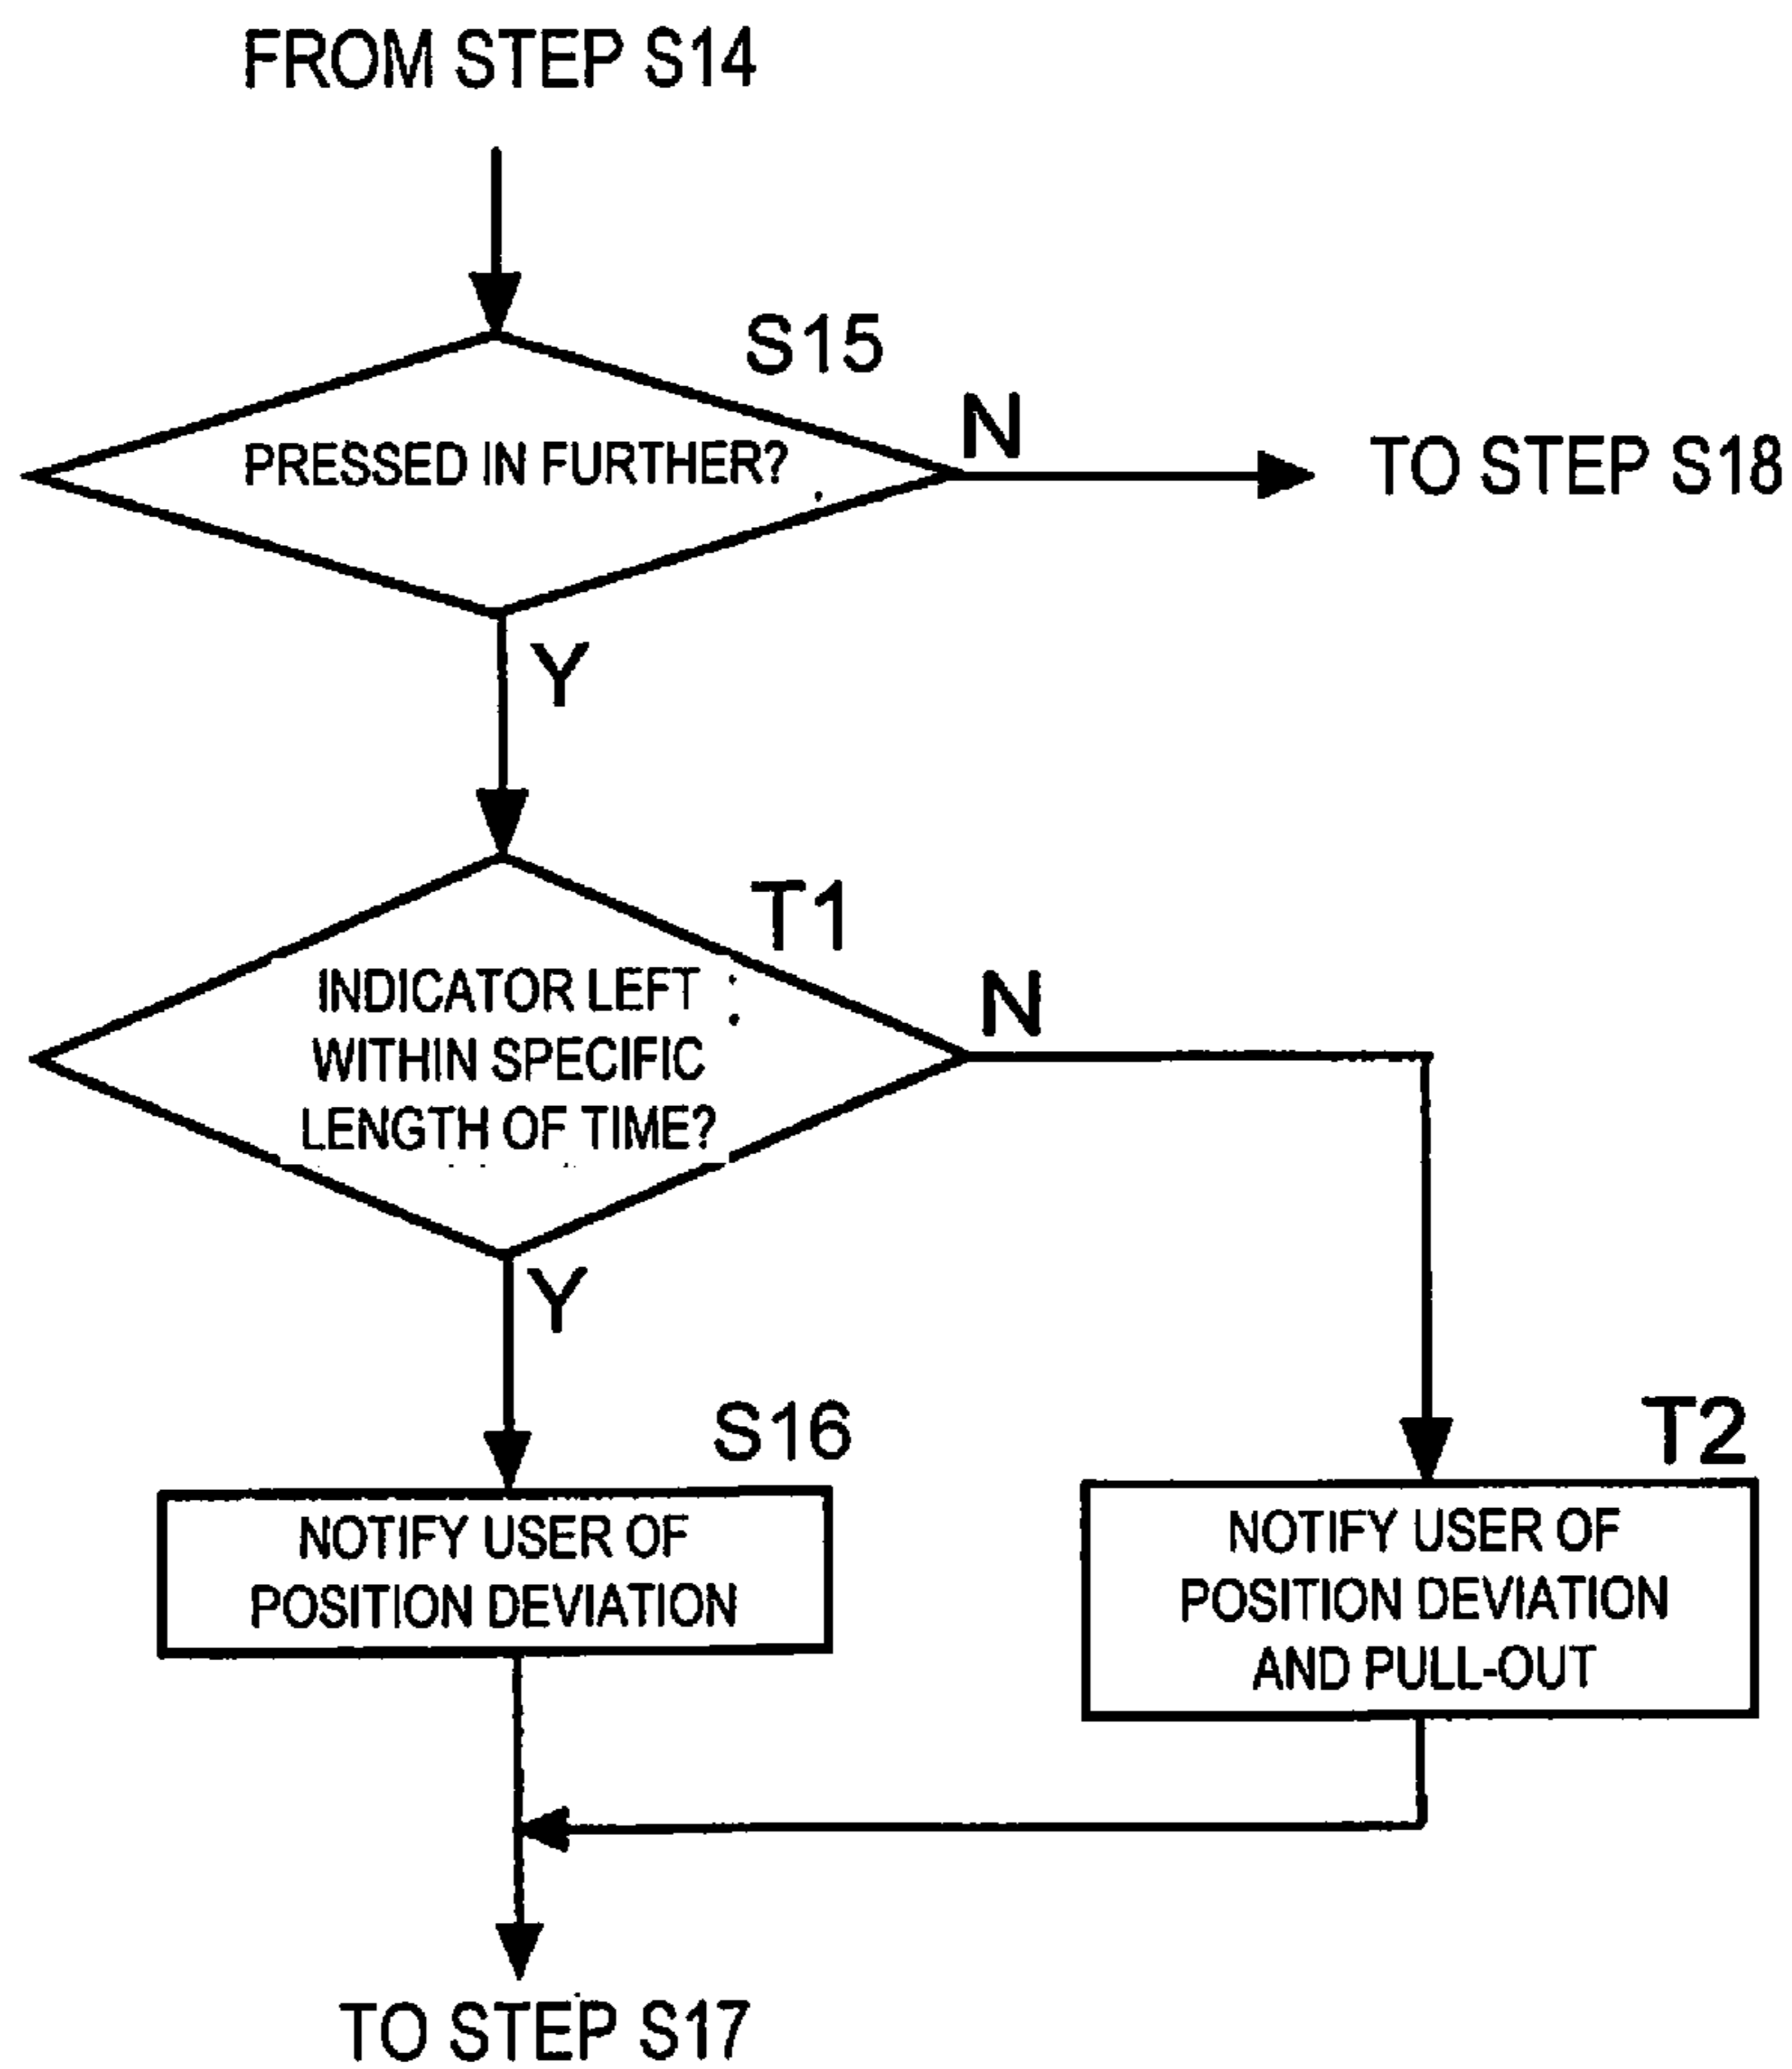 FROM STEP S14
S15
PRESSED IN FURTHER?
N
TO STEP S18
Y
T1
INDICATOR LEFT
WITHIN SPECIFIC
LENGTH OF TIME?
N
Y
S16
NOTIFY USER OF
POSITION DEVIATION
T2
NOTIFY USER OF
POSITION DEVIATION
AND PULL-OUT
TO STEP S17